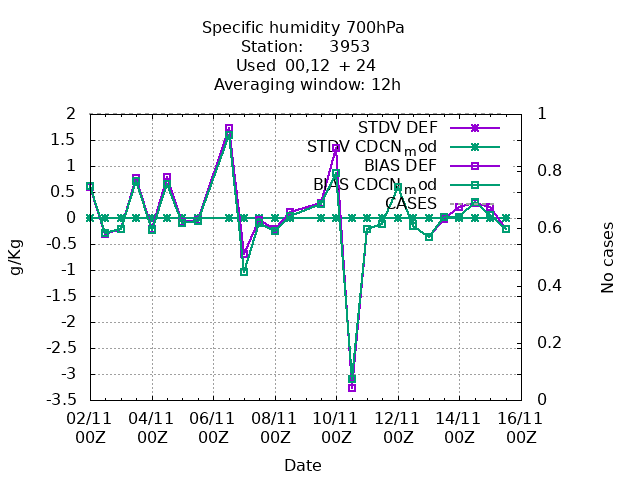 Specific humidity 700hPa
Station: 3953
Used 00,12 + 24
Averaging window: 12h
2 1
1.5
1 0.8
0.5
0
-0.5 0.6
-1
-1.5 0.4
-2
-2.5 0.2
-3
-3.5 0
STDV DEF
STDV CDCNmod
BIAS DEF
BIAS CDCNmod
CASES
g/Kg
No cases
02/11 04/11 06/11 08/11 10/11 12/11 14/11 16/11
00Z 00Z 00Z 00Z 00Z 00Z 00Z 00Z
Date